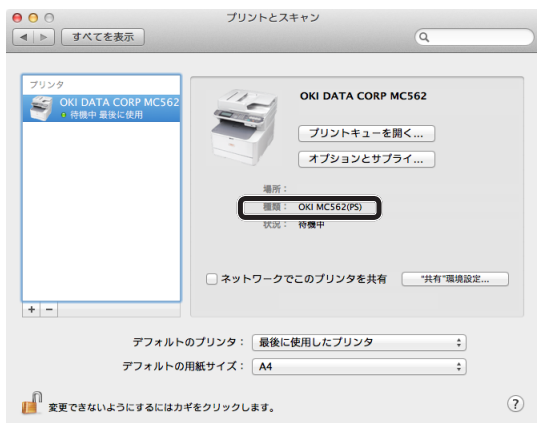 プリントとスキャン
すべてを表示
プリンタ
OKI DATA CORP MC562
待機中 最後に使用
OKI DATA CORP MC562
プリントキューを開く...
オプションとサプライ...
場所：
種類： OKI MC562(PS)
状況： 待機中
ネットワークでこのプリンタを共有 "共有"環境設定...
+ −
デフォルトのプリンタ： 最後に使用したプリンタ
デフォルトの用紙サイズ： A4
変更できないようにするにはカギをクリックします。 ?